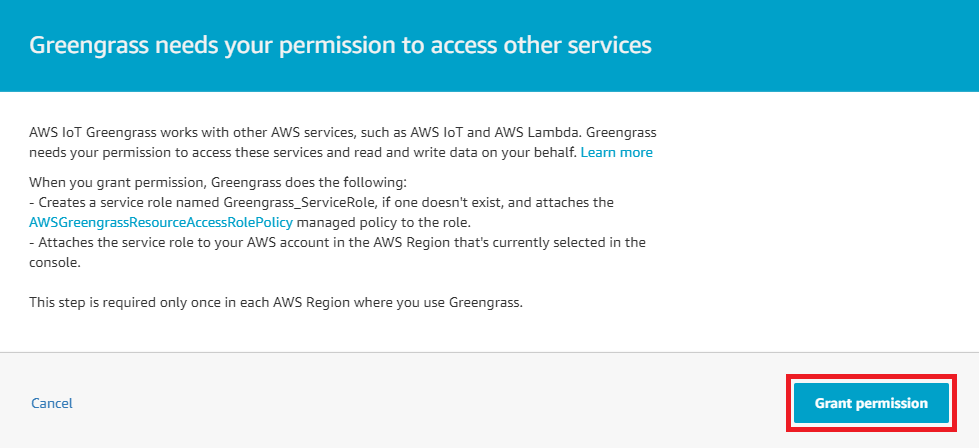 Greengrass needs your permission to access other services
AWS IoT Greengrass works with other AWS services, such as AWS IoT and AWS Lambda. Greengrass
needs your permission to access these services and read and write data on your behalf. Learn more
When you grant permission, Greengrass does the following:
- Creates a service role named Greengrass_ServiceRole, if one doesn't exist, and attaches the
AWSGreengrassResourceAccessRolePolicy managed policy to the role.
- Attaches the service role to your AWS account in the AWS Region that's currently selected in the
console.
This step is required only once in each AWS Region where you use Greengrass.
Cancel
Grant permission